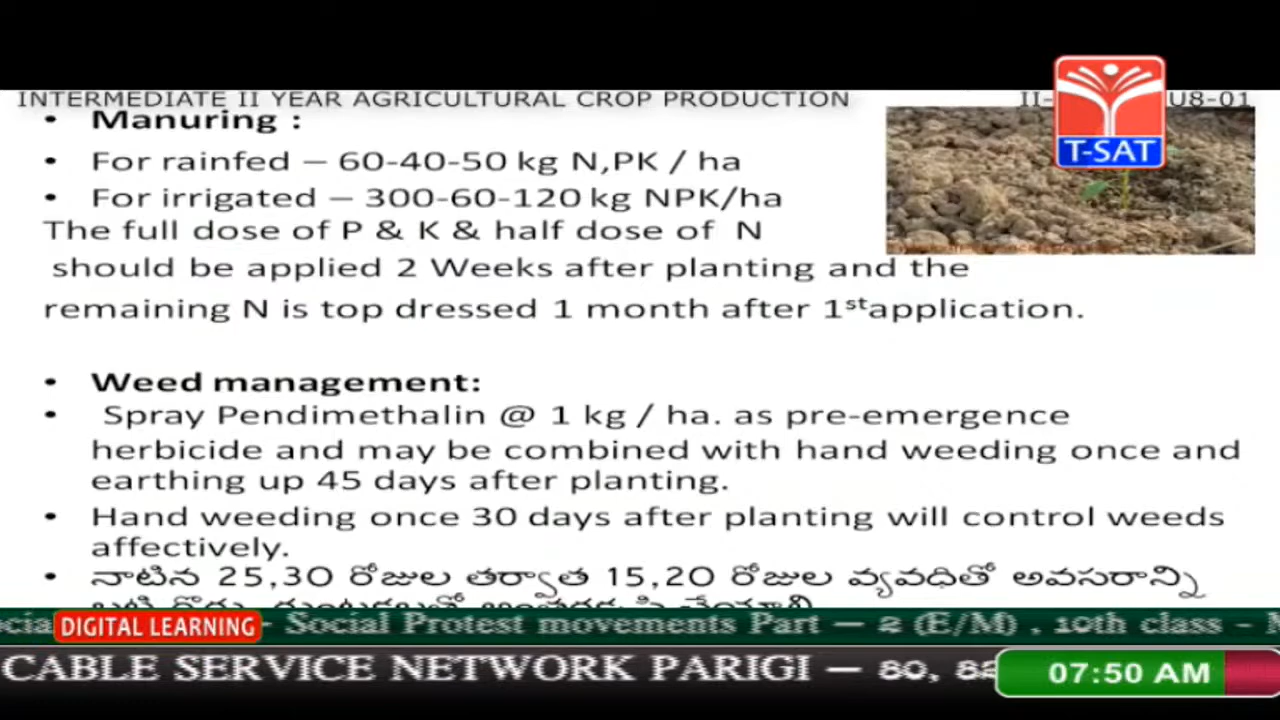 INTERMEDIATE II YEAR AGRICULTURAL CROP PRODUCTION
II- U8-01
T-SAT
• Manuring :
• For rainfed – 60-40-50 kg N,PK / ha
• For irrigated – 300-60-120 kg NPK/ha
The full dose of P & K & half dose of N
should be applied 2 Weeks after planting and the
remaining N is top dressed 1 month after 1st application.
• Weed management:
• Spray Pendimethalin @ 1 kg / ha. as pre-emergence
herbicide and may be combined with hand weeding once and
earthing up 45 days after planting.
• Hand weeding once 30 days after planting will control weeds
affectively.
• నాటిన 25,30 రోజుల తర్వాత 15,20 రోజుల వ్యవధితో అవసరాన్ని
DIGITAL LEARNING - Social Protest movements Part – 2 (E/M) , 10th class -
CABLE SERVICE NETWORK PARIGI – 80, 82
07:50 AM